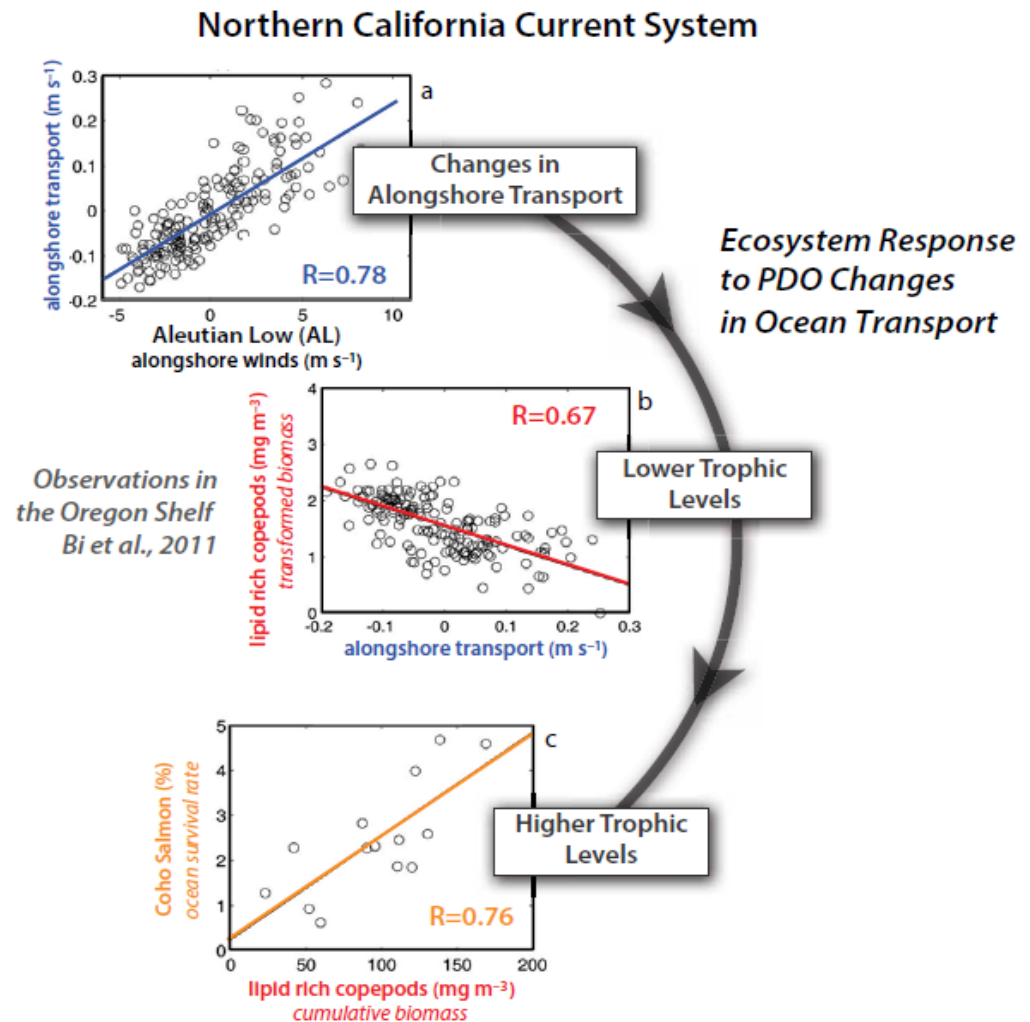 Northern California Current System
a
alongshore transport (m s⁻¹)
0.3
0.2
0.1
0
-0.1
-0.2
R=0.78
-5
0
5
10
Aleutian Low (AL)
alongshore winds (m s⁻¹)
Changes in
Alongshore Transport
Ecosystem Response
to PDO Changes
in Ocean Transport
b
lipid rich copepods (mg m⁻³)
transformed biomass
4
3
2
1
0
R=0.67
-0.2
-0.1
0
0.1
0.2
0.3
alongshore transport (m s⁻¹)
Lower Trophic
Levels
Observations in
the Oregon Shelf
Bi et al., 2011
c
Coho Salmon (%)
ocean survival rate
5
4
3
2
1
0
R=0.76
0
50
100
150
200
lipid rich copepods (mg m⁻³)
cumulative biomass
Higher Trophic
Levels